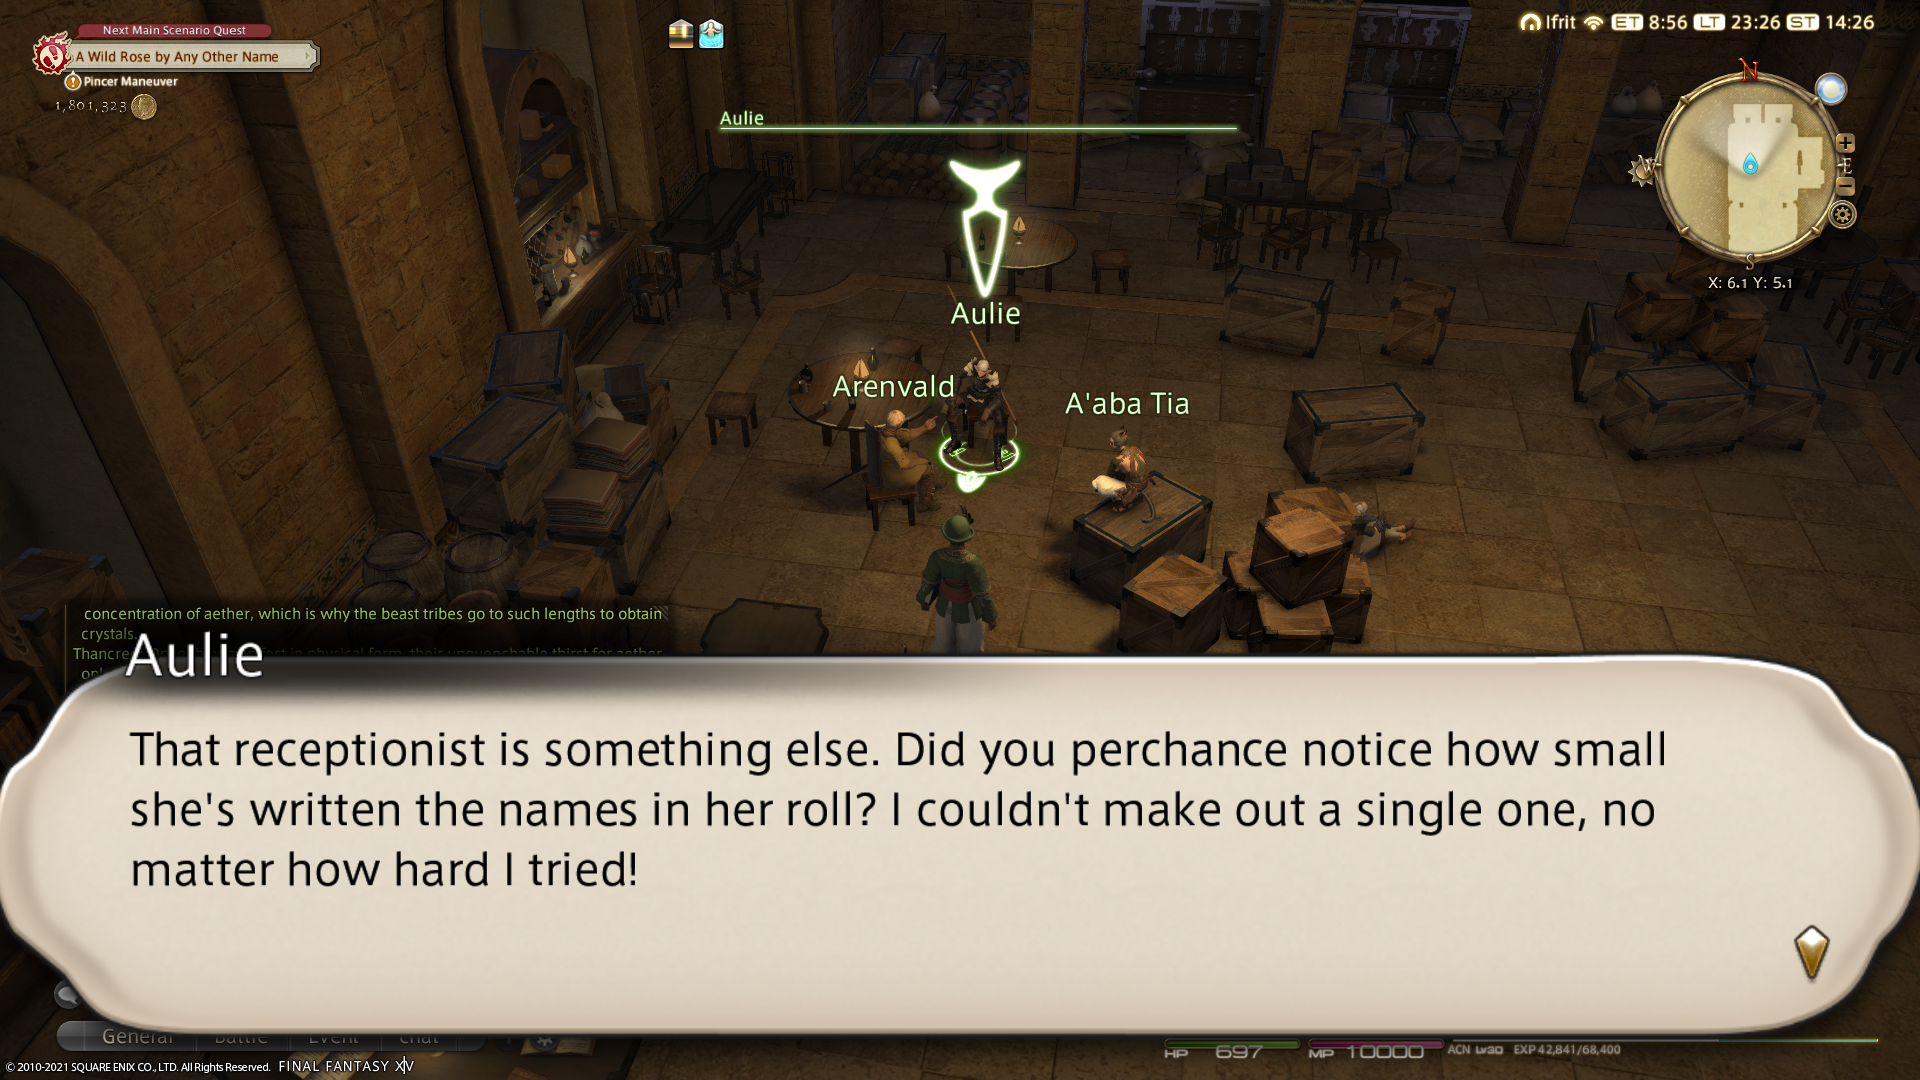 Next Main Scenario Quest
A Wild Rose by Any Other Name
Pincer Maneuver
1,801,323
Ifrit ET 8:56 LT 23:26 ST 14:26
N
W
E
S
X: 6.1 Y: 5.1
Aulie
Aulie
Arenvald
A'aba Tia
concentration of aether, which is why the beast tribes go to such lengths to obtain
crystals.
Aulie
That receptionist is something else. Did you perchance notice how small
she's written the names in her roll? I couldn't make out a single one, no
matter how hard I tried!
General Battle Event Chat
HP 697 MP 10000 ACN Lv30 EXP 42,841/68,400
© 2010-2021 SQUARE ENIX CO., LTD. All Rights Reserved. FINAL FANTASY XIV